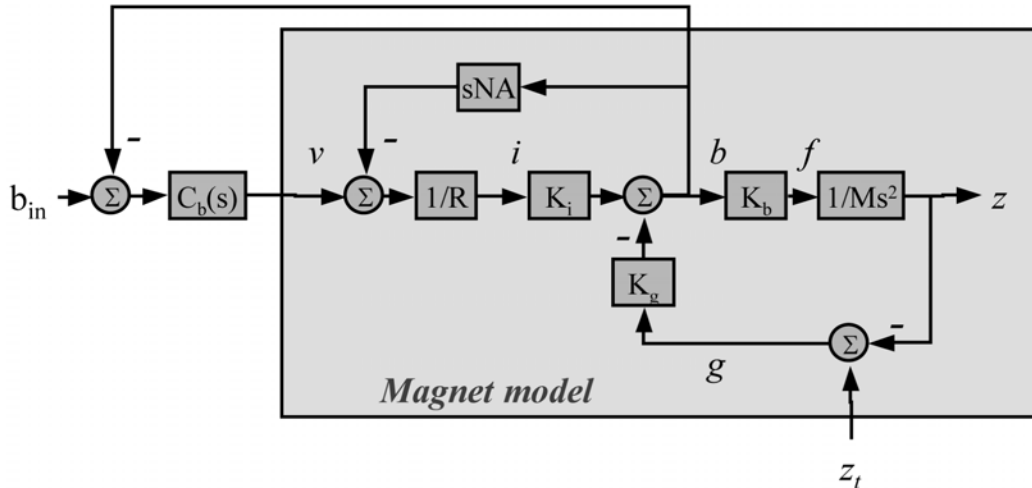 -
sNA
-
v
i
b
f
b_in
Σ
C_b(s)
Σ
1/R
K_i
Σ
K_b
1/Ms²
z
-
K_g
-
Σ
g
Magnet model
z_t